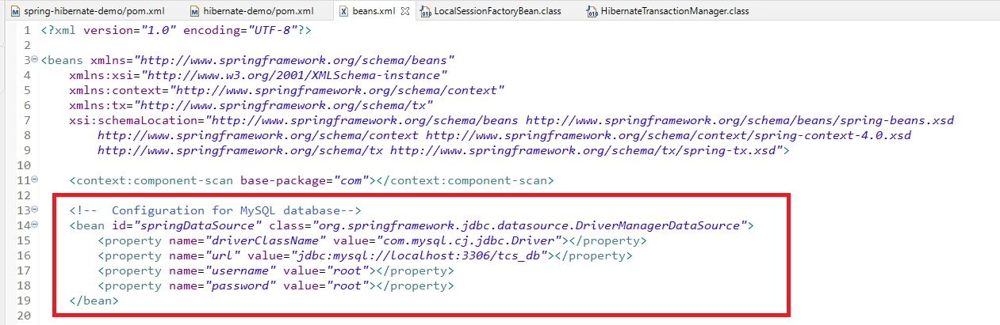 spring-hibernate-demo/pom.xml hibernate-demo/pom.xml beans.xml LocalSessionFactoryBean.class HibernateTransactionManager.class
1 <?xml version="1.0" encoding="UTF-8"?>
2
3 <beans xmlns="http://www.springframework.org/schema/beans"
4 xmlns:xsi="http://www.w3.org/2001/XMLSchema-instance"
5 xmlns:context="http://www.springframework.org/schema/context"
6 xmlns:tx="http://www.springframework.org/schema/tx"
7 xsi:schemaLocation="http://www.springframework.org/schema/beans http://www.springframework.org/schema/beans/spring-beans.xsd
8 http://www.springframework.org/schema/context http://www.springframework.org/schema/context/spring-context-4.0.xsd
9 http://www.springframework.org/schema/tx http://www.springframework.org/schema/tx/spring-tx.xsd">
10
11 <context:component-scan base-package="com"></context:component-scan>
12
13 <!-- Configuration for MySQL database-->
14 <bean id="springDataSource" class="org.springframework.jdbc.datasource.DriverManagerDataSource">
15 <property name="driverClassName" value="com.mysql.cj.jdbc.Driver"></property>
16 <property name="url" value="jdbc:mysql://localhost:3306/tcs_db"></property>
17 <property name="username" value="root"></property>
18 <property name="password" value="root"></property>
19 </bean>
20